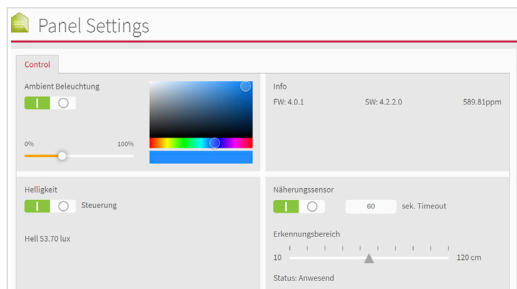 Panel Settings
Control
Ambient Beleuchtung
0% 100%
Info
FW: 4.0.1 SW: 4.2.2.0 589.81ppm
Helligkeit
Steuerung
Hell 53.70 lux
Näherungssensor
60 sek. Timeout
Erkennungsbereich
10 120 cm
Status: Anwesend